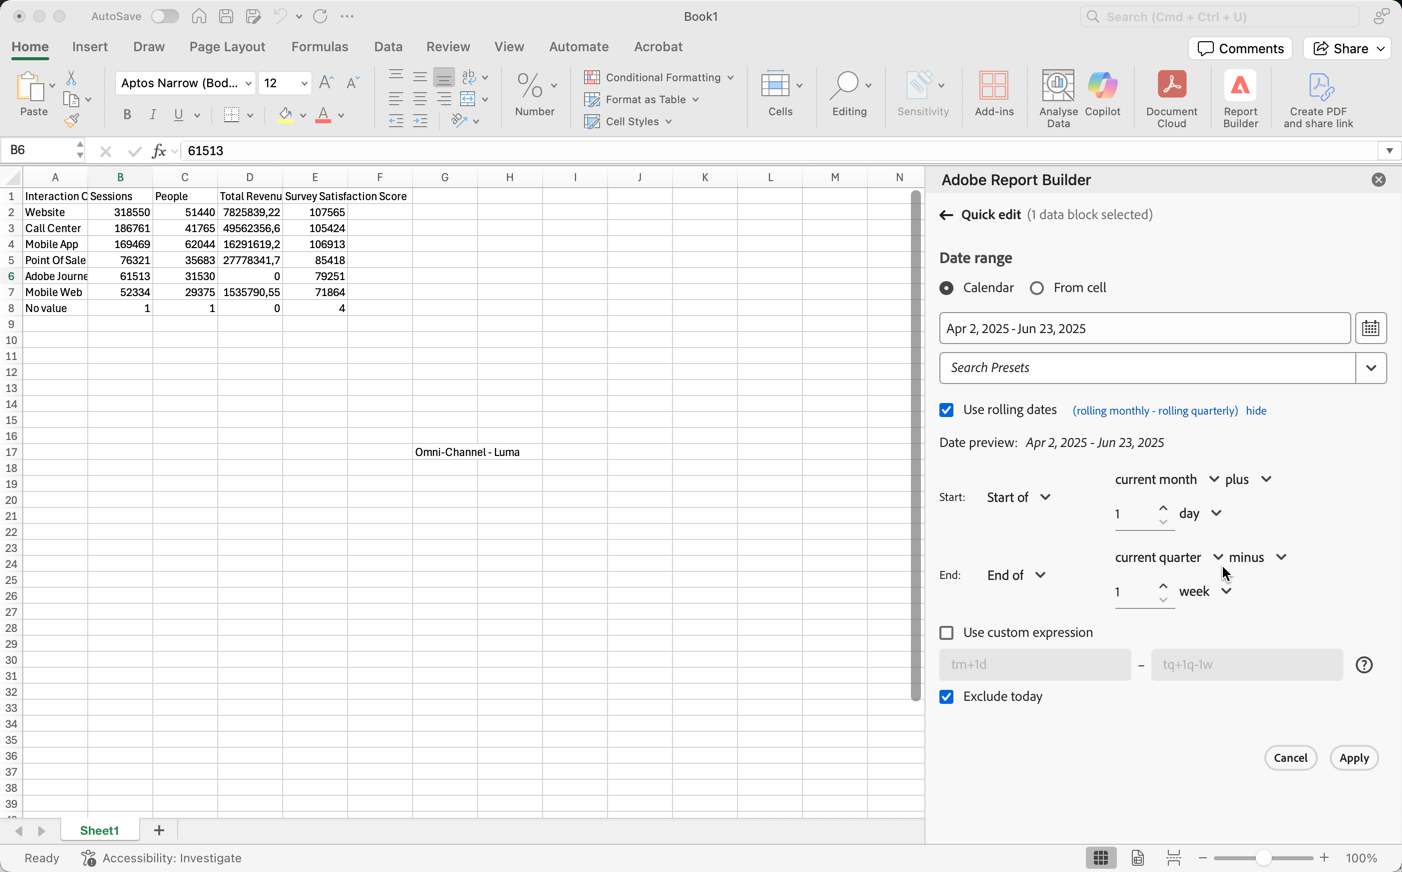 AutoSave
Book1
Search (Cmd + Ctrl + U)
Home Insert Draw Page Layout Formulas Data Review View Automate Acrobat
Comments Share
Paste
Aptos Narrow (Bod... 12
B I U
Number
Conditional Formatting
Format as Table
Cell Styles
Cells
Editing
Sensitivity
Add-ins
Analyse Data
Copilot
Document Cloud
Report Builder
Create PDF and share link
B6 fx 61513
A B C D E F G H I J K L M N
1 Interaction C Sessions People Total Revenu Survey Satisfaction Score
2 Website 318550 51440 7825839,22 107565
3 Call Center 186761 41765 49562356,6 105424
4 Mobile App 169469 62044 16291619,2 106913
5 Point Of Sale 76321 35683 27778341,7 85418
6 Adobe Journe 61513 31530 0 79251
7 Mobile Web 52334 29375 1535790,55 71864
8 No value 1 1 0 4
9
10
11
12
13
14
15
16
17 Omni-Channel - Luma
18
19
20
21
22
23
24
25
26
27
28
29
30
31
32
33
34
35
36
37
38
39
Adobe Report Builder
Quick edit (1 data block selected)
Date range
Calendar From cell
Apr 2, 2025 - Jun 23, 2025
Search Presets
Use rolling dates (rolling monthly - rolling quarterly) hide
Date preview: Apr 2, 2025 - Jun 23, 2025
current month plus
Start: Start of
1 day
current quarter minus
End: End of
1 week
Use custom expression
tm+1d – tq+1q-1w
Exclude today
Cancel Apply
Sheet1
Ready Accessibility: Investigate 100%